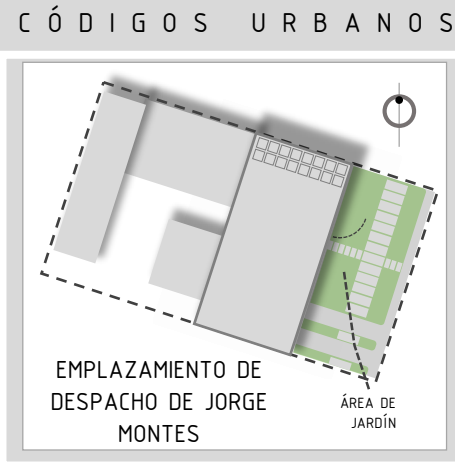 CÓDIGOS URBANOS
EMPLAZAMIENTO DE
DESPACHO DE JORGE
MONTES
ÁREA DE
JARDÍN